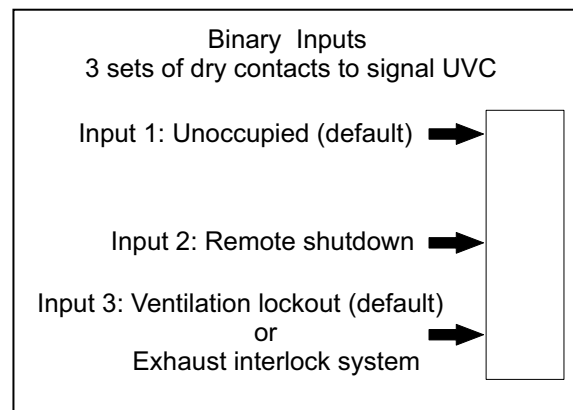 Binary Inputs
3 sets of dry contacts to signal UVC
Input 1: Unoccupied (default)
Input 2: Remote shutdown
Input 3: Ventilation lockout (default)
or
Exhaust interlock system